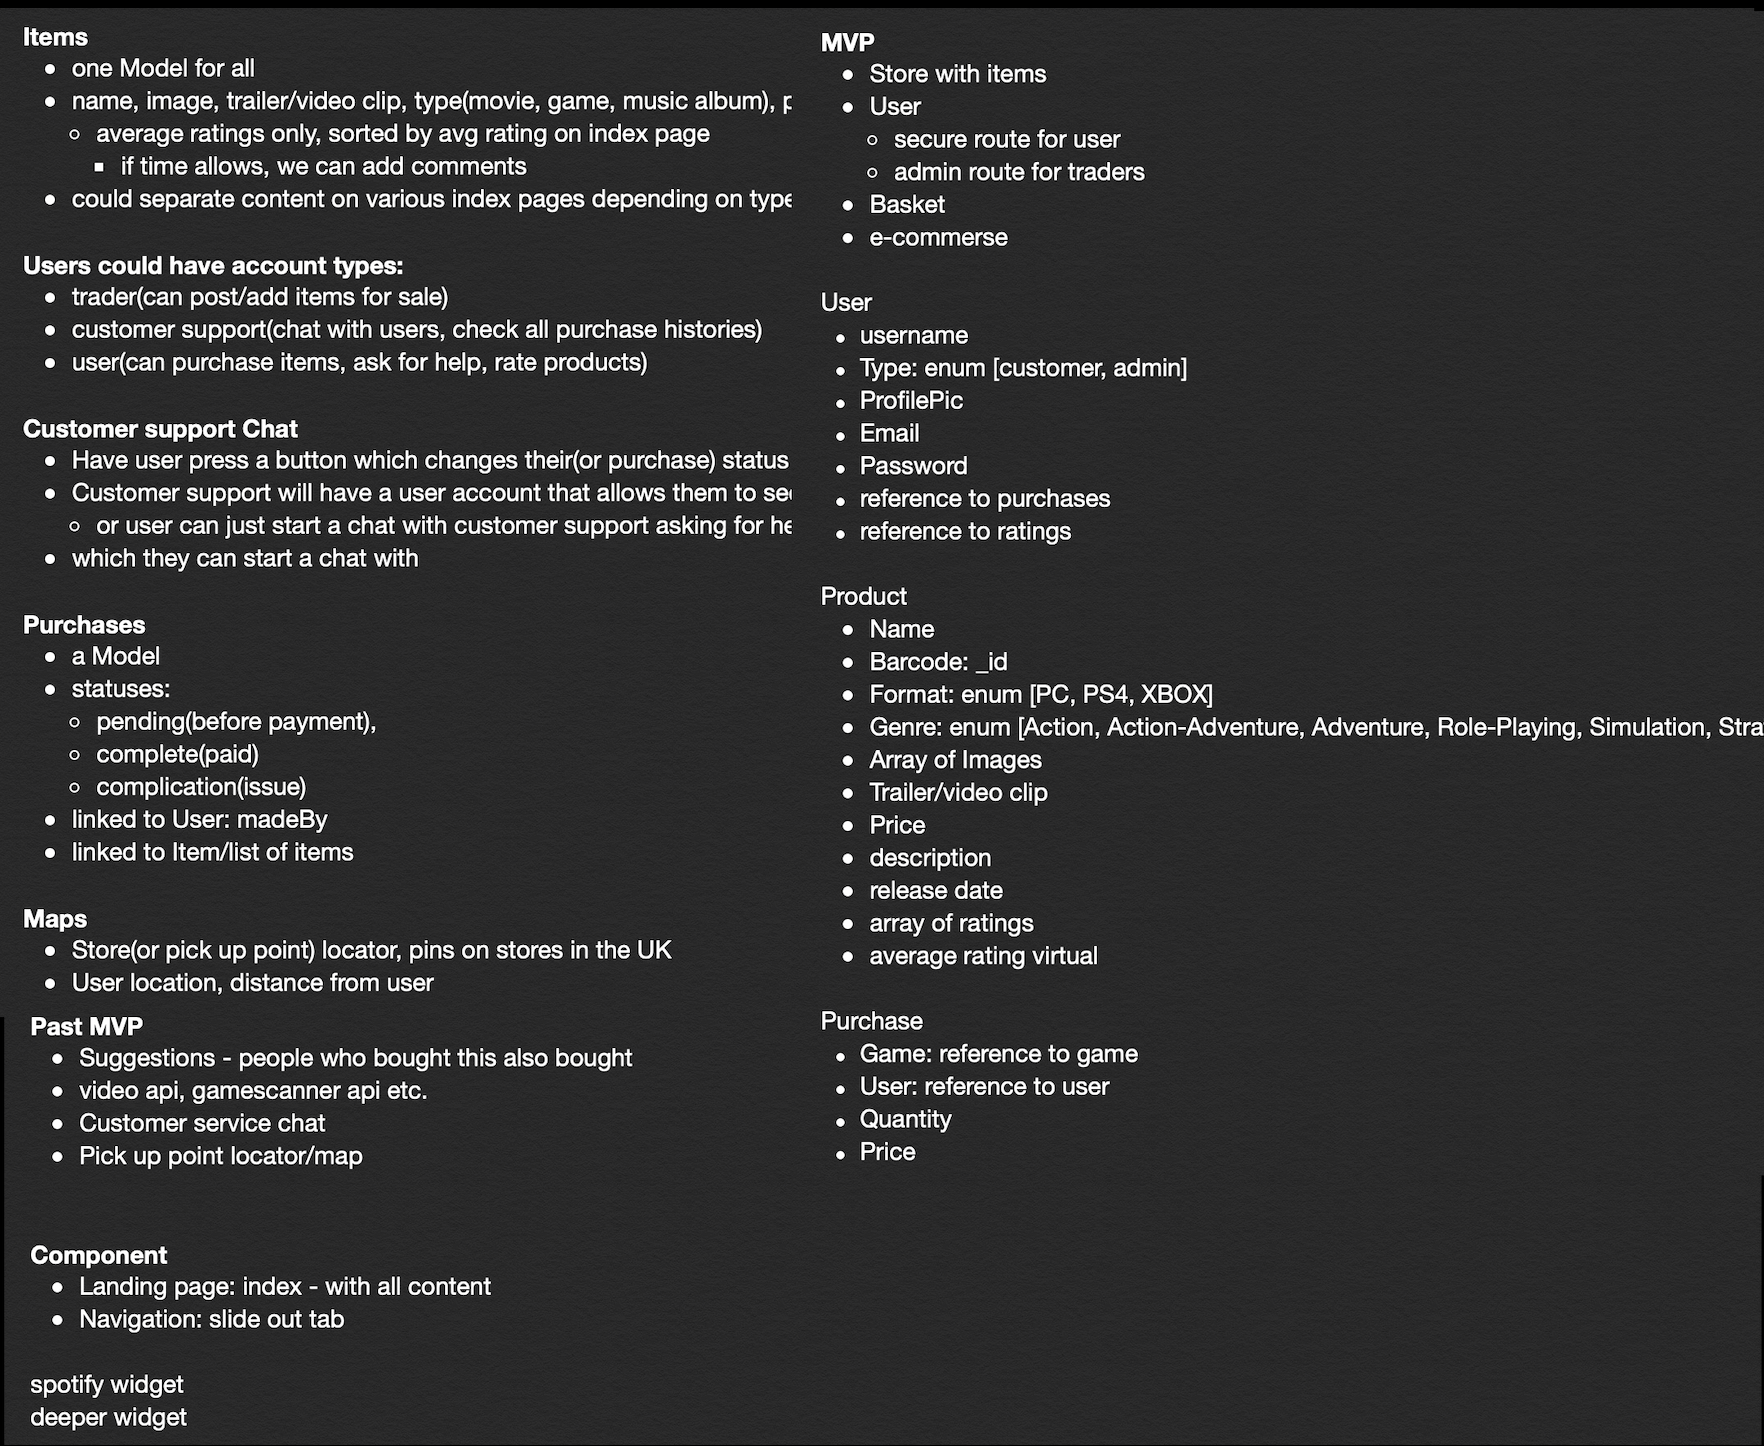 Items
one Model for all
name, image, trailer/video clip, type(movie, game, music album),
average ratings only, sorted by avg rating on index page
if time allows, we can add comments
could separate content on various index pages depending on type
Users could have account types:
trader(can post/add items for sale)
customer support(chat with users, check all purchase histories)
user(can purchase items, ask for help, rate products)
Customer support Chat
Have user press a button which changes their(or purchase) status
Customer support will have a user account that allows them to
or user can just start a chat with customer support asking for
which they can start a chat with
Purchases
a Model
statuses:
pending(before payment),
complete(paid)
complication(issue)
linked to User: madeBy
linked to Item/list of items
Maps
Store(or pick up point) locator, pins on stores in the UK
User location, distance from user
Past MVP
Suggestions - people who bought this also bought
video api, gamescanner api etc.
Customer service chat
Pick up point locator/map
Component
Landing page: index - with all content
Navigation: slide out tab
spotify widget
deeper widget
MVP
Store with items
User
secure route for user
admin route for traders
Basket
e-commerse
User
username
Type: enum [customer, admin]
ProfilePic
Email
Password
reference to purchases
reference to ratings
Product
Name
Barcode: _id
Format: enum [PC, PS4, XBOX]
Genre: enum [Action, Action-Adventure, Adventure, Role-Playing, Simulation,
Array of Images
Trailer/video clip
Price
description
release date
array of ratings
average rating virtual
Purchase
Game: reference to game
User: reference to user
Quantity
Price